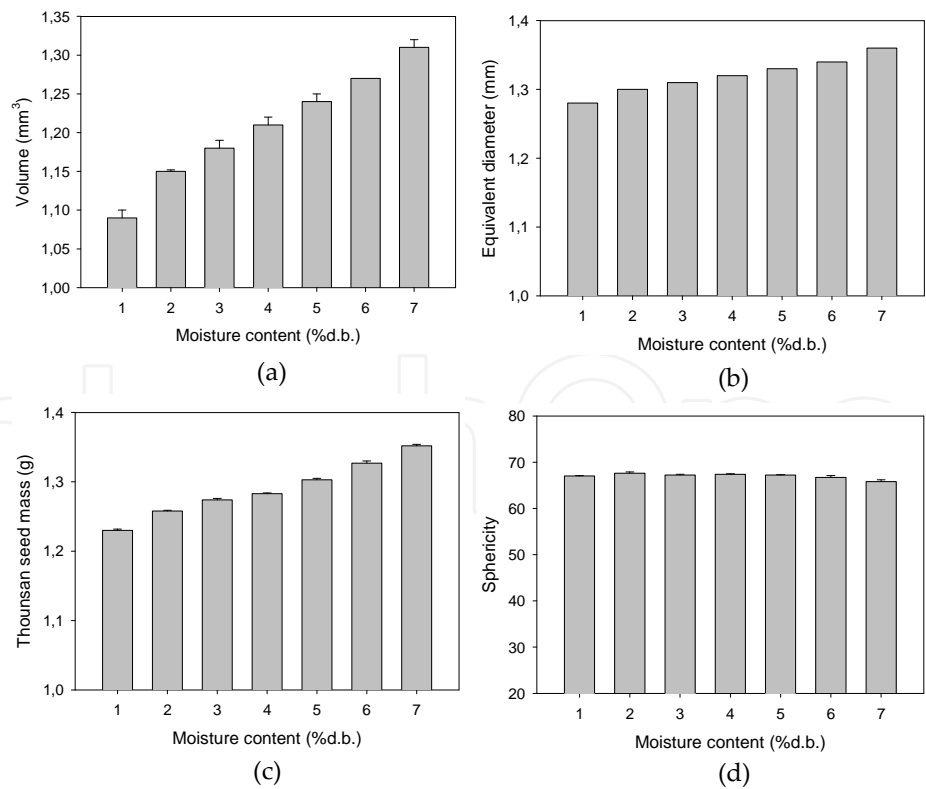 1,35
1,30
1,25
1,20
1,15
1,10
1,05
1,00
Volume (mm³)
1 2 3 4 5 6 7
Moisture content (%d.b.)
(a)
1,4
1,3
1,2
1,1
1,0
Equivalent diameter (mm)
1 2 3 4 5 6 7
Moisture content (%d.b.)
(b)
1,4
1,3
1,2
1,1
1,0
Thounsan seed mass (g)
1 2 3 4 5 6 7
Moisture content (%d.b.)
(c)
80
70
60
50
40
30
20
Sphericity
1 2 3 4 5 6 7
Moisture content (%d.b.)
(d)